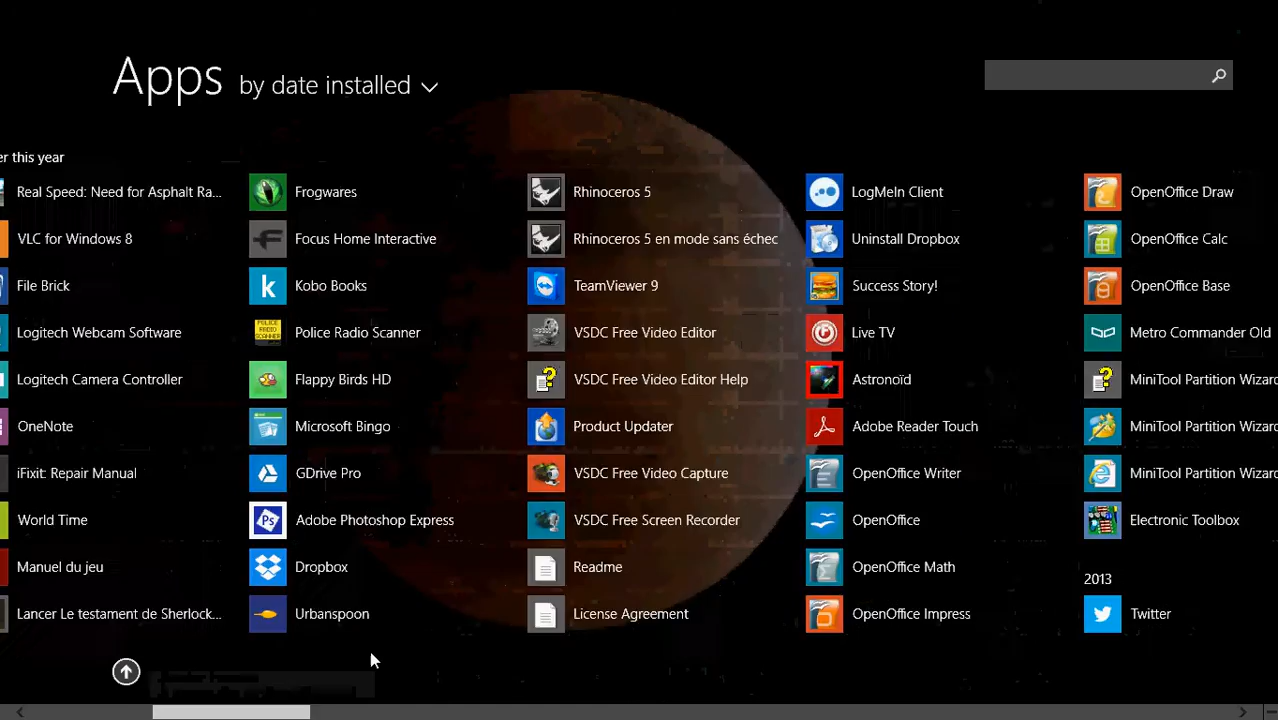 Apps by date installed
er this year
Real Speed: Need for Asphalt Ra...
VLC for Windows 8
File Brick
Logitech Webcam Software
Logitech Camera Controller
OneNote
iFixit: Repair Manual
World Time
Manuel du jeu
Lancer Le testament de Sherlock...
Frogwares
Focus Home Interactive
Kobo Books
Police Radio Scanner
Flappy Birds HD
Microsoft Bingo
GDrive Pro
Adobe Photoshop Express
Dropbox
Urbanspoon
Rhinoceros 5
Rhinoceros 5 en mode sans échec
TeamViewer 9
VSDC Free Video Editor
VSDC Free Video Editor Help
Product Updater
VSDC Free Video Capture
VSDC Free Screen Recorder
Readme
License Agreement
LogMeIn Client
Uninstall Dropbox
Success Story!
Live TV
Astronoïd
Adobe Reader Touch
OpenOffice Writer
OpenOffice
OpenOffice Math
OpenOffice Impress
OpenOffice Draw
OpenOffice Calc
OpenOffice Base
Metro Commander Old
MiniTool Partition Wizard
MiniTool Partition Wizard
MiniTool Partition Wizard
Electronic Toolbox
2013
Twitter